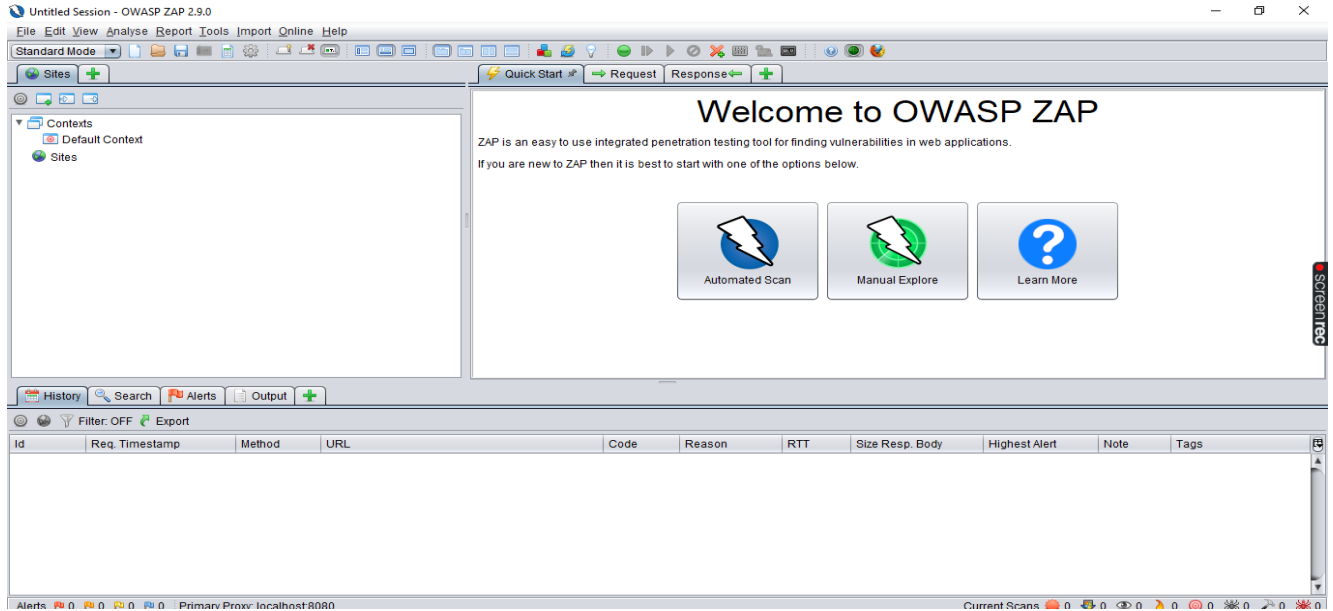 Untitled Session - OWASP ZAP 2.9.0
File Edit View Analyse Report Tools Import Online Help
Standard Mode
Sites
Quick Start
Request
Response
Contexts
Default Context
Sites
Welcome to OWASP ZAP
ZAP is an easy to use integrated penetration testing tool for finding vulnerabilities in web applications.
If you are new to ZAP then it is best to start with one of the options below.
Automated Scan
Manual Explore
Learn More
screenrec
History
Search
Alerts
Output
Filter: OFF
Export
Id Req. Timestamp Method URL Code Reason RTT Size Resp. Body Highest Alert Note Tags
Alerts 0 0 0 0 Primary Proxy: localhost:8080 Current Scans 0 0 0 0 0 0 0 0